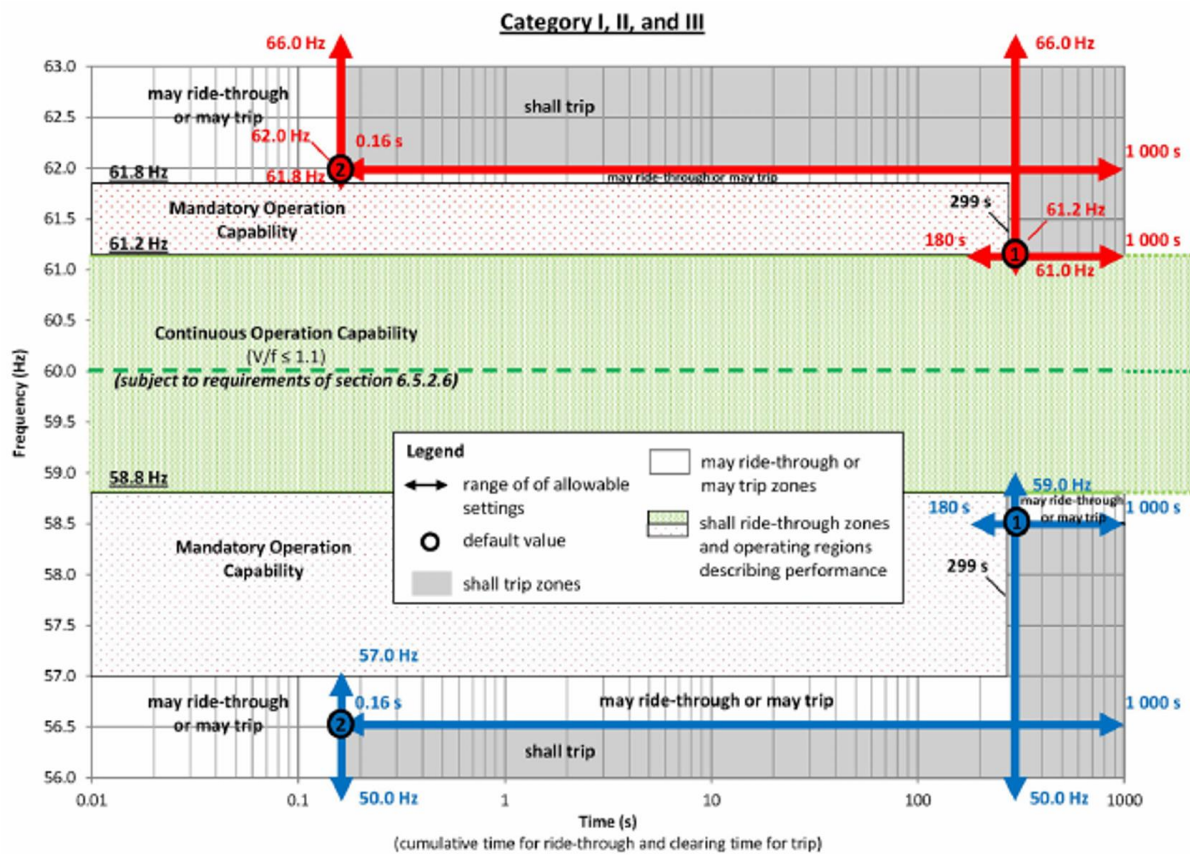 Category I, II, and III
66.0 Hz
66.0 Hz
63.0
may ride-through
or may trip
shall trip
62.5
62.0 Hz
0.16 s
1 000 s
62.0
2
61.8 Hz
61.8 Hz
may ride-through or may trip
Mandatory Operation
Capability
299 s
61.2 Hz
61.5
61.2 Hz
180 s
1
1 000 s
61.0 Hz
61.0
60.5
Continuous Operation Capability
(V/f ≤ 1.1)
60.0
(subject to requirements of section 6.5.2.6)
59.5
Frequency (Hz)
59.0
58.8 Hz
Legend
range of of allowable
settings
default value
shall trip zones
may ride-through or
may trip zones
shall ride-through zones
and operating regions
describing performance
59.0 Hz
may ride-through
or may trip
180 s
1
1 000 s
58.5
Mandatory Operation
Capability
299 s
58.0
57.5
57.0 Hz
57.0
may ride-through
or may trip
0.16 s
may ride-through or may trip
1 000 s
56.5
2
shall trip
56.0
50.0 Hz
50.0 Hz
0.01
0.1
1
10
100
1000
Time (s)
(cumulative time for ride-through and clearing time for trip)